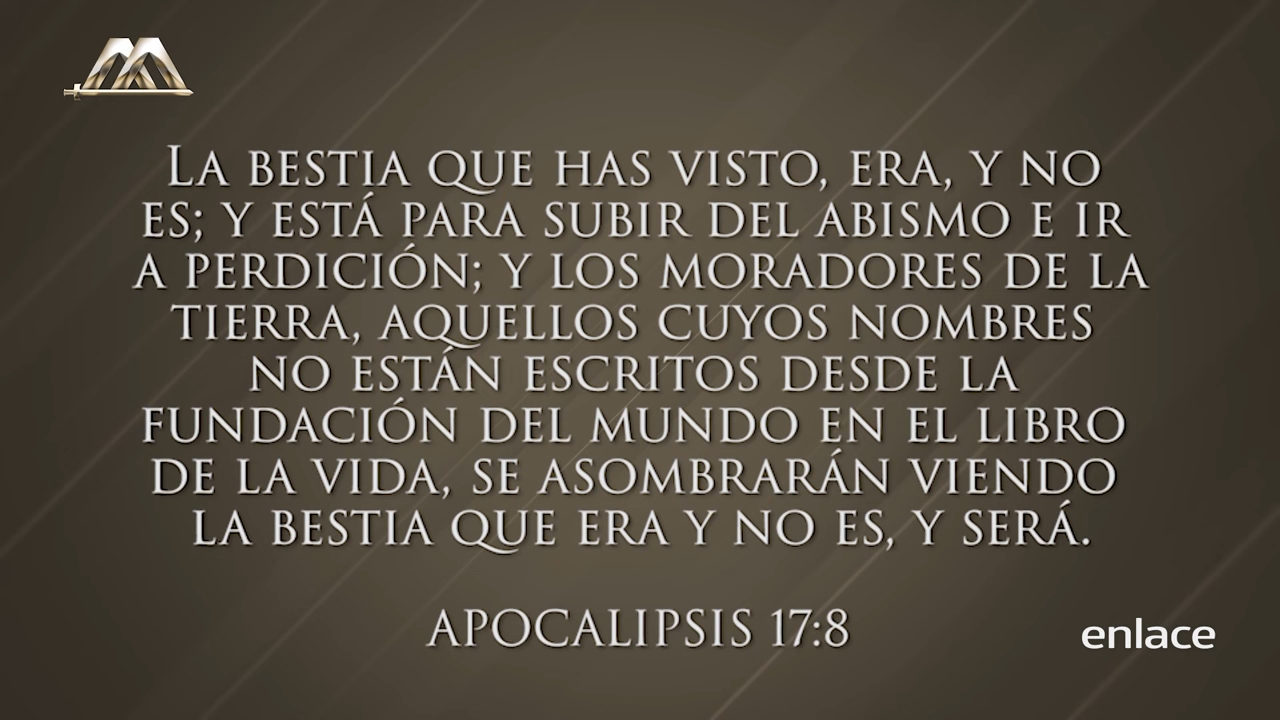 La bestia que has visto, era, y no
es; y está para subir del abismo e ir
a perdición; y los moradores de la
tierra, aquellos cuyos nombres
no están escritos desde la
fundación del mundo en el libro
de la vida, se asombrarán viendo
la bestia que era y no es, y será.
Apocalipsis 17:8
enlace